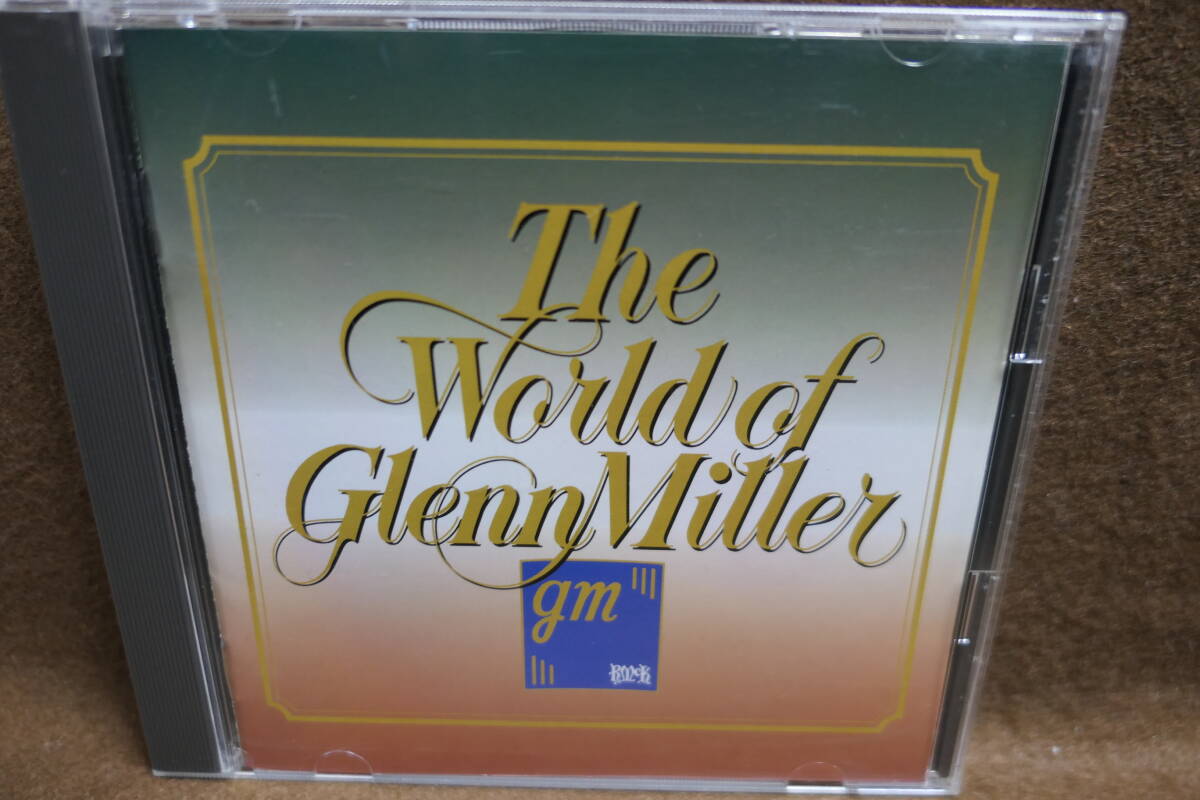 The
World of
Glenn Miller
gm